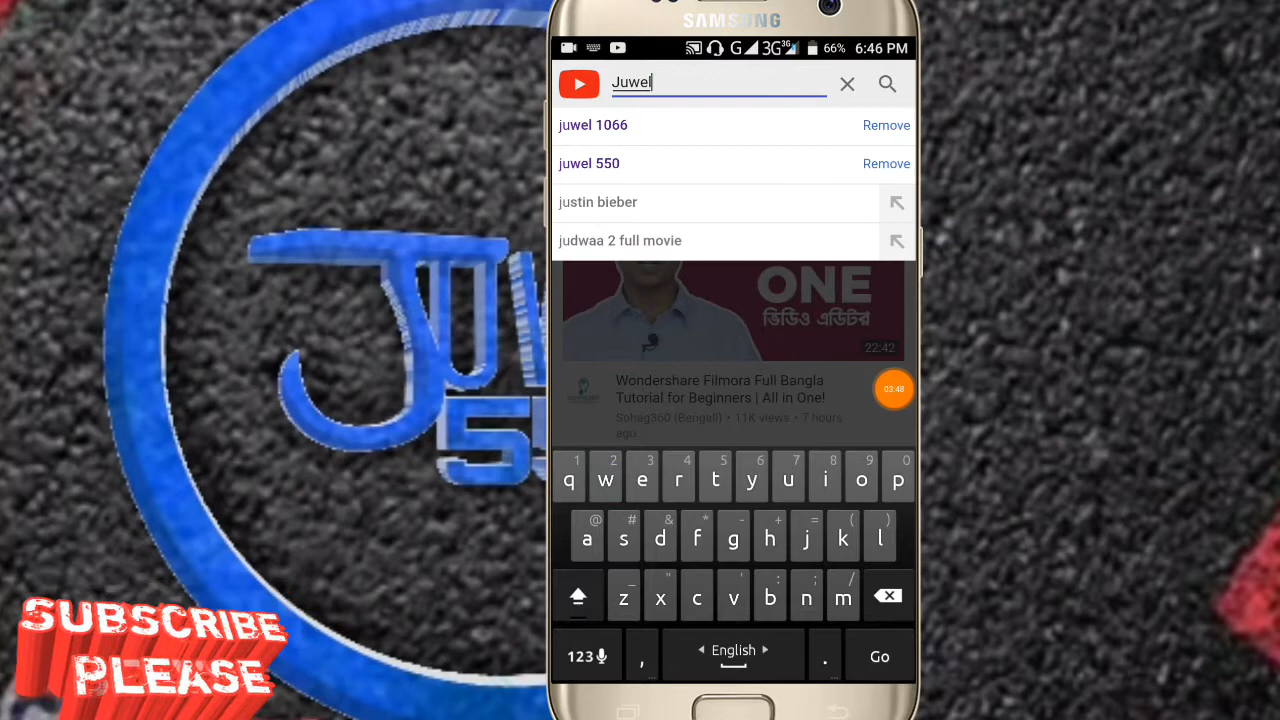 SAMSUNG
G 3G 3G 66% 6:46 PM
Juwel
juwel 1066 Remove
juwel 550 Remove
justin bieber
judwaa 2 full movie
ONE
ভিডিও এডিটর
22:42
Wondershare Filmora Full Bangla
Tutorial for Beginners | All in One!
Sohag360 (Bengali) • 11K views • 7 hours
ago
03:48
1 2 3 4 5 6 7 8 9 0
q w e r t y u i o p
@ # & * - + = ( )
a s d f g h j k l
_ " ' : ; /
z x c v b n m
123 , English . Go
SUBSCRIBE
PLEASE